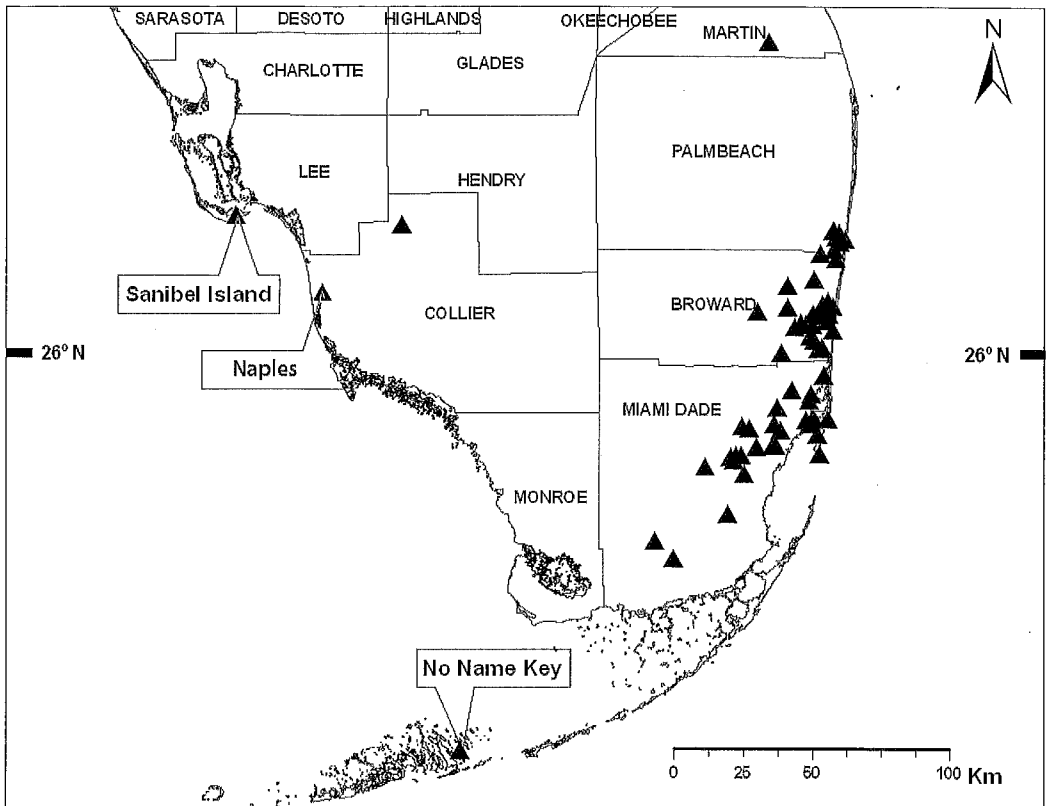 SARASOTA
DESOTO
HIGHLANDS
OKEECHOBEE
MARTIN
N
CHARLOTTE
GLADES
PALMBEACH
LEE
HENDRY
Sanibel Island
BROWARD
COLLIER
26° N
26° N
Naples
MIAMI DADE
MONROE
No Name Key
0 25 50 100 Km